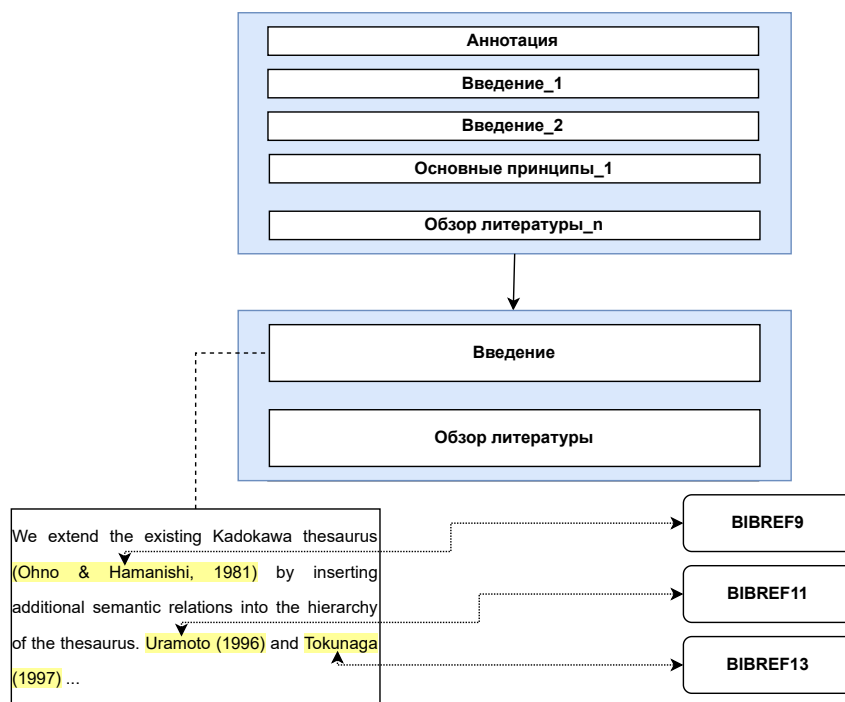 Аннотация
Введение_1
Введение_2
Основные принципы_1
Обзор литературы_n
Введение
Обзор литературы
We extend the existing Kadokawa thesaurus
(Ohno & Hamanishi, 1981) by inserting
additional semantic relations into the hierarchy
of the thesaurus. Uramoto (1996) and Tokunaga
(1997) ...
BIBREF9
BIBREF11
BIBREF13